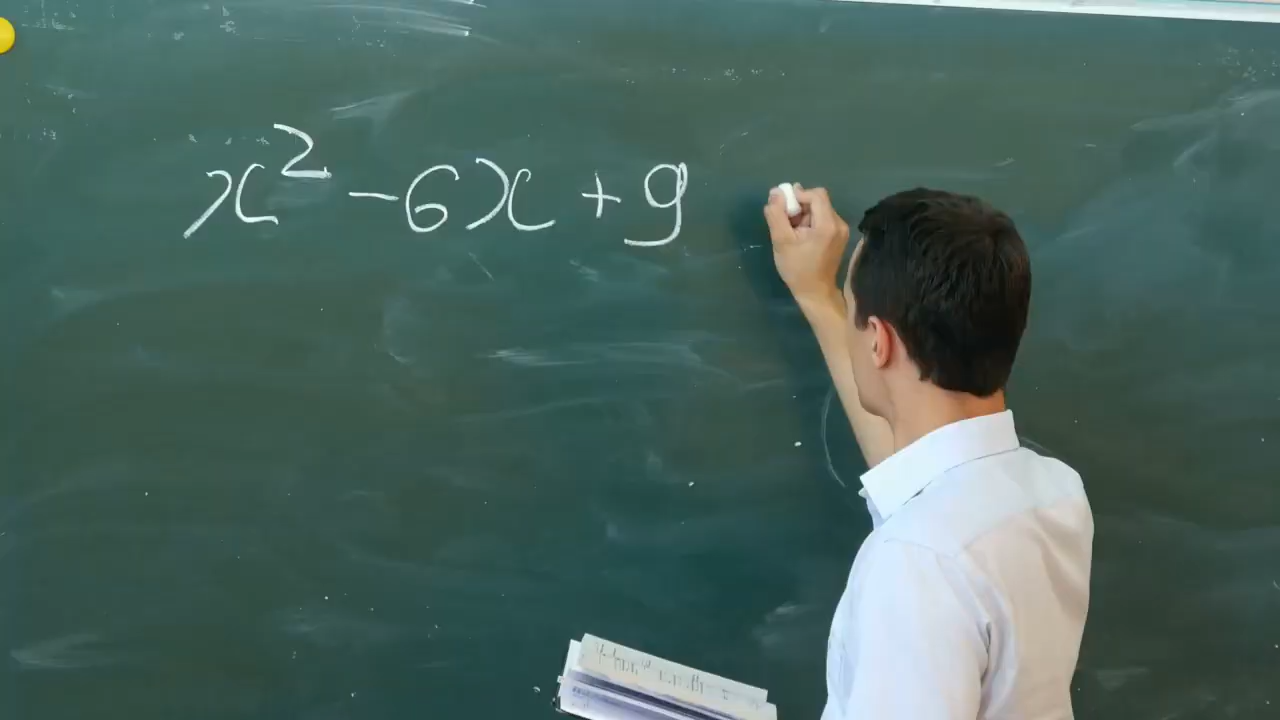 x² - 6x + 9